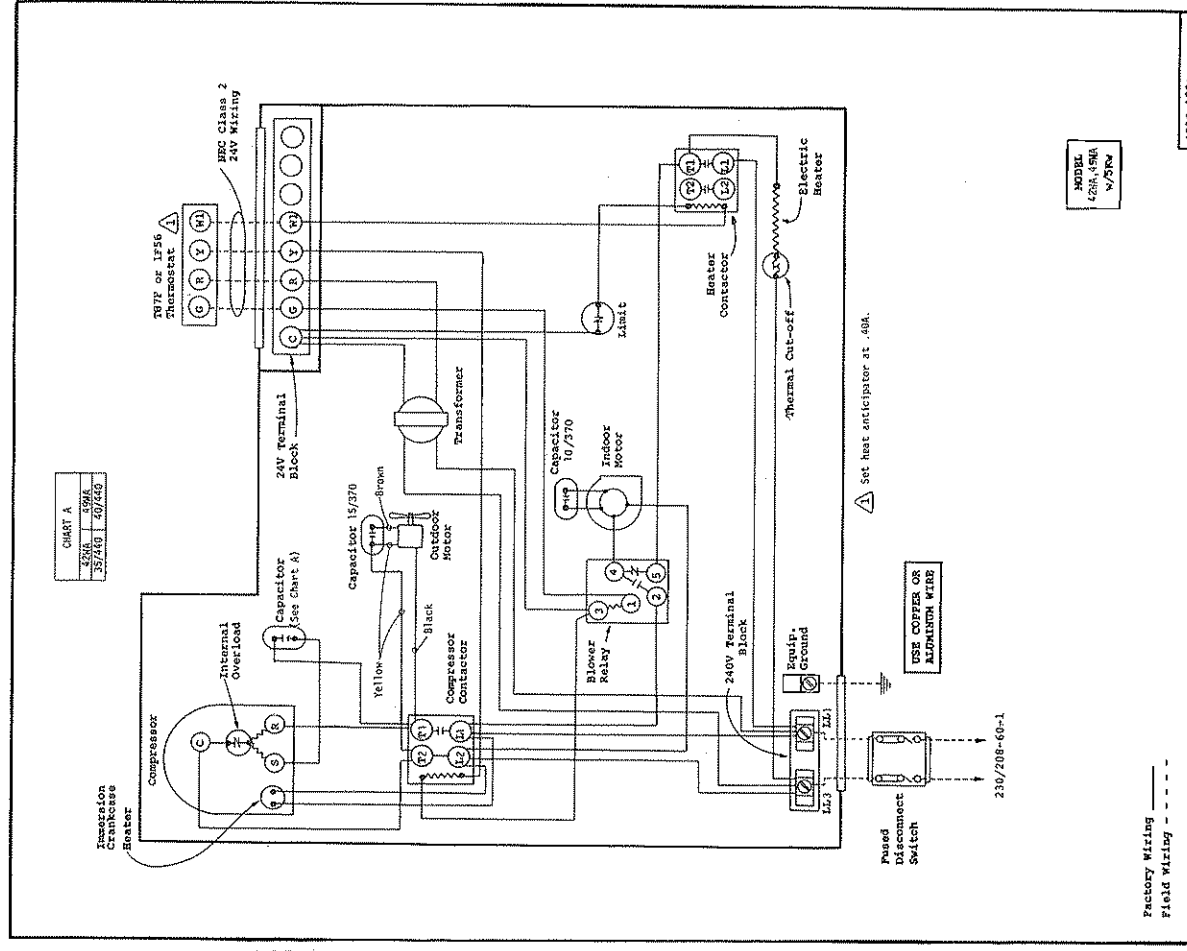 CHART A
42HA 49HA
35/440 40/440
T87F or 1F56
Thermostat
1
G R Y W1
NEC Class 2
24V Wiring
C G R Y W1
24V Terminal
Block
Immersion
Crankcase
Heater
Compressor
Internal
Overload
C
S R
Capacitor
(See Chart A)
Capacitor 15/370
Brown
Outdoor
Motor
Yellow
Black
Compressor
Contactor
T2 T1
L2 L1
Transformer
Capacitor
10/370
Indoor
Motor
Limit
Blower
Relay
3 4
1
2 5
Heater
Contactor
T2 T1
L2 L1
Electric
Heater
Thermal Cut-off
240V Terminal
Block
Equip.
Ground
LL3 LL1
Fused
Disconnect
Switch
230/208-60-1
USE COPPER OR
ALUMINUM WIRE
1 Set heat anticipator at .40A.
MODEL
42HA,49HA
w/5Kw
Factory Wiring
Field Wiring